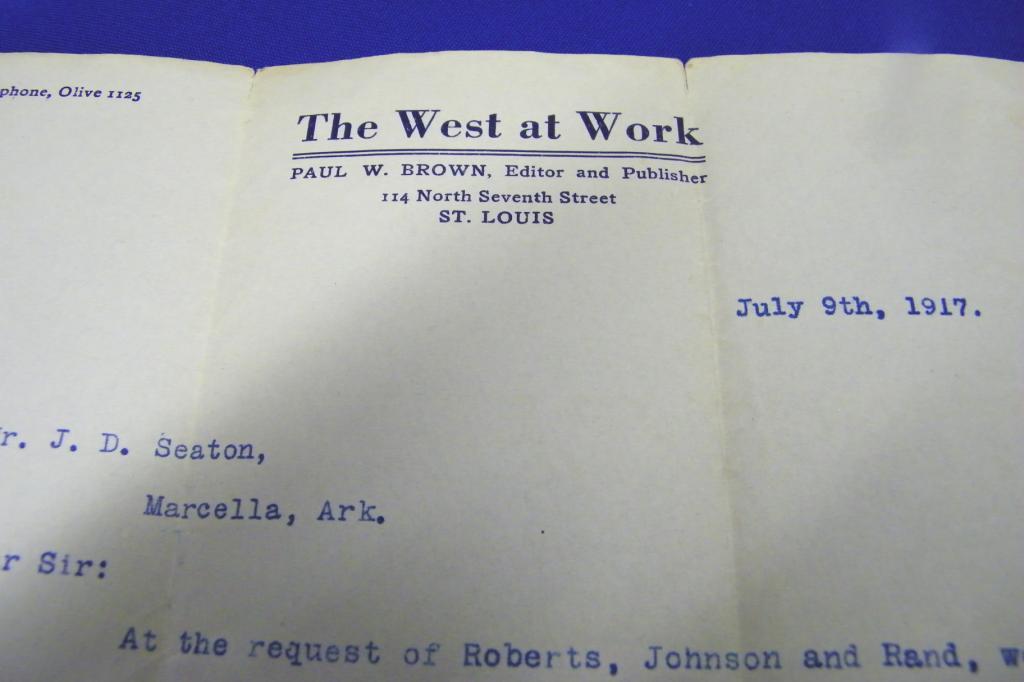 phone, Olive 1125
The West at Work
PAUL W. BROWN, Editor and Publisher
114 North Seventh Street
ST. LOUIS
July 9th, 1917.
r. J. D. Seaton,
Marcella, Ark.
r Sir:
At the request of Roberts, Johnson and Rand, w